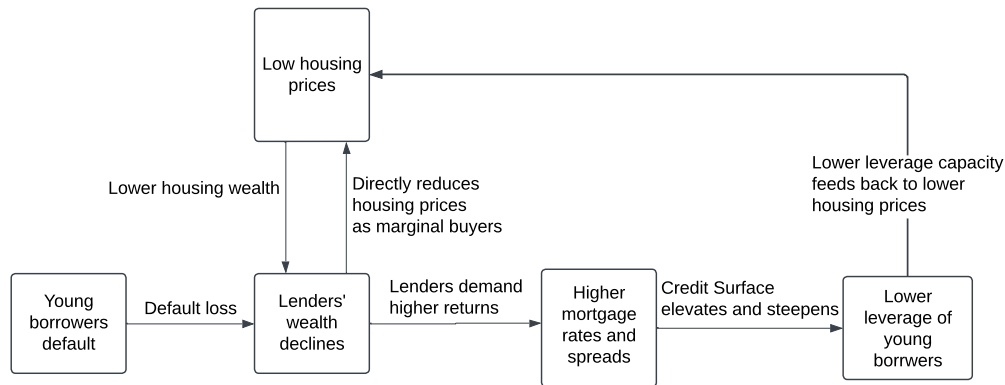 Low housing
prices
Lower leverage capacity
feeds back to lower
housing prices
Lower housing wealth
Directly reduces
housing prices
as marginal buyers
Young
borrowers
default
Default loss
Lenders'
wealth
declines
Lenders demand
higher returns
Higher
mortgage
rates and
spreads
Credit Surface
elevates and steepens
Lower
leverage of
young
borrwers